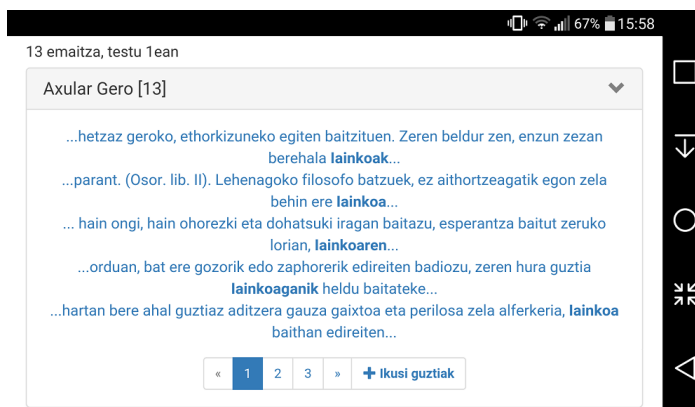 67% 15:58
13 emaitza, testu 1ean
Axular Gero [13]
...hetzaz geroko, ethorkizuneko egiten baitzituen. Zeren beldur zen, enzun zezan
berehala Iainkoak...
...parant. (Osor. lib. II). Lehenagoko filosofo batzuek, ez aithortzeagatik egon zela
behin ere Iainkoa...
... hain ongi, hain ohorezki eta dohatsuki iragan baitazu, esperantza baitut zeruko
lorian, Iainkoaren...
...orduan, bat ere gozorik edo zaphorerik edireiten badiozu, zeren hura guztia
Iainkoaganik heldu baitateke...
...hartan bere ahal guztiaz aditzera gauza gaixtoa eta perilosa zela alferkeria, Iainkoa
baithan edireiten...
« 1 2 3 » + Ikusi guztiak